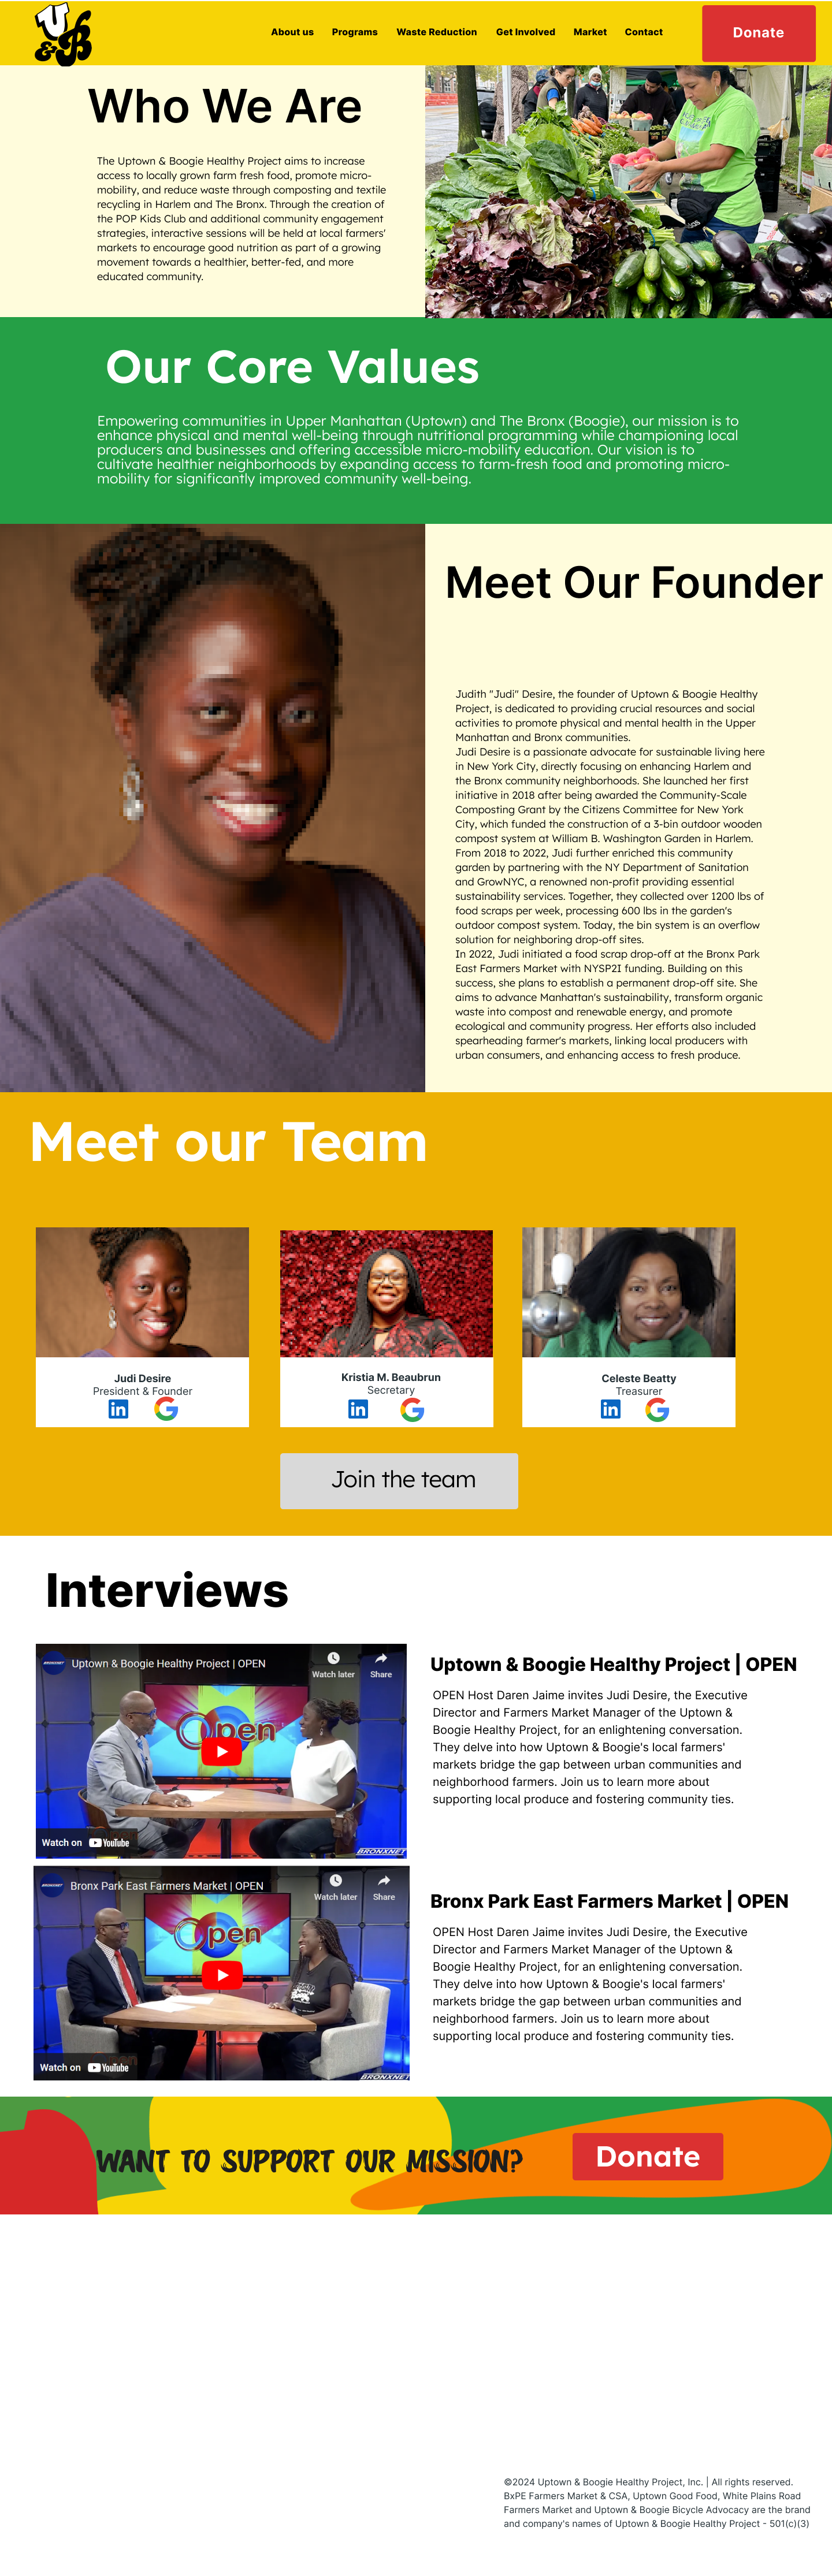 U
&B
About us Programs Waste Reduction Get Involved Market Contact Donate
Who We Are
The Uptown & Boogie Healthy Project aims to increase
access to locally grown farm fresh food, promote micro-
mobility, and reduce waste through composting and textile
recycling in Harlem and The Bronx. Through the creation of
the POP Kids Club and additional community engagement
strategies, interactive sessions will be held at local farmers'
markets to encourage good nutrition as part of a growing
movement towards a healthier, better-fed, and more
educated community.
Our Core Values
Empowering communities in Upper Manhattan (Uptown) and The Bronx (Boogie), our mission is to
enhance physical and mental well-being through nutritional programming while championing local
producers and businesses and offering accessible micro-mobility education. Our vision is to
cultivate healthier neighborhoods by expanding access to farm-fresh food and promoting micro-
mobility for significantly improved community well-being.
Meet Our Founder
Judith "Judi" Desire, the founder of Uptown & Boogie Healthy
Project, is dedicated to providing crucial resources and social
activities to promote physical and mental health in the Upper
Manhattan and Bronx communities.
Judi Desire is a passionate advocate for sustainable living here
in New York City, directly focusing on enhancing Harlem and
the Bronx community neighborhoods. She launched her first
initiative in 2018 after being awarded the Community-Scale
Composting Grant by the Citizens Committee for New York
City, which funded the construction of a 3-bin outdoor wooden
compost system at William B. Washington Garden in Harlem.
From 2018 to 2022, Judi further enriched this community
garden by partnering with the NY Department of Sanitation
and GrowNYC, a renowned non-profit providing essential
sustainability services. Together, they collected over 1200 lbs of
food scraps per week, processing 600 lbs in the garden's
outdoor compost system. Today, the bin system is an overflow
solution for neighboring drop-off sites.
In 2022, Judi initiated a food scrap drop-off at the Bronx Park
East Farmers Market with NYSP2I funding. Building on this
success, she plans to establish a permanent drop-off site. She
aims to advance Manhattan's sustainability, transform organic
waste into compost and renewable energy, and promote
ecological and community progress. Her efforts also included
spearheading farmer's markets, linking local producers with
urban consumers, and enhancing access to fresh produce.
Meet our Team
Judi Desire
President & Founder
in G
Kristia M. Beaubrun
Secretary
in G
Celeste Beatty
Treasurer
in G
Join the team
Interviews
BRONXNET Uptown & Boogie Healthy Project | OPEN Watch later Share
Open
Watch on YouTube BRONXNET
Uptown & Boogie Healthy Project | OPEN
OPEN Host Daren Jaime invites Judi Desire, the Executive
Director and Farmers Market Manager of the Uptown &
Boogie Healthy Project, for an enlightening conversation.
They delve into how Uptown & Boogie's local farmers'
markets bridge the gap between urban communities and
neighborhood farmers. Join us to learn more about
supporting local produce and fostering community ties.
BRONXNET Bronx Park East Farmers Market | OPEN Watch later Share
Open
Watch on YouTube BRONXNET
Bronx Park East Farmers Market | OPEN
OPEN Host Daren Jaime invites Judi Desire, the Executive
Director and Farmers Market Manager of the Uptown &
Boogie Healthy Project, for an enlightening conversation.
They delve into how Uptown & Boogie's local farmers'
markets bridge the gap between urban communities and
neighborhood farmers. Join us to learn more about
supporting local produce and fostering community ties.
WANT TO SUPPORT OUR MISSION? Donate
©2024 Uptown & Boogie Healthy Project, Inc. | All rights reserved.
BxPE Farmers Market & CSA, Uptown Good Food, White Plains Road
Farmers Market and Uptown & Boogie Bicycle Advocacy are the brand
and company's names of Uptown & Boogie Healthy Project - 501(c)(3)